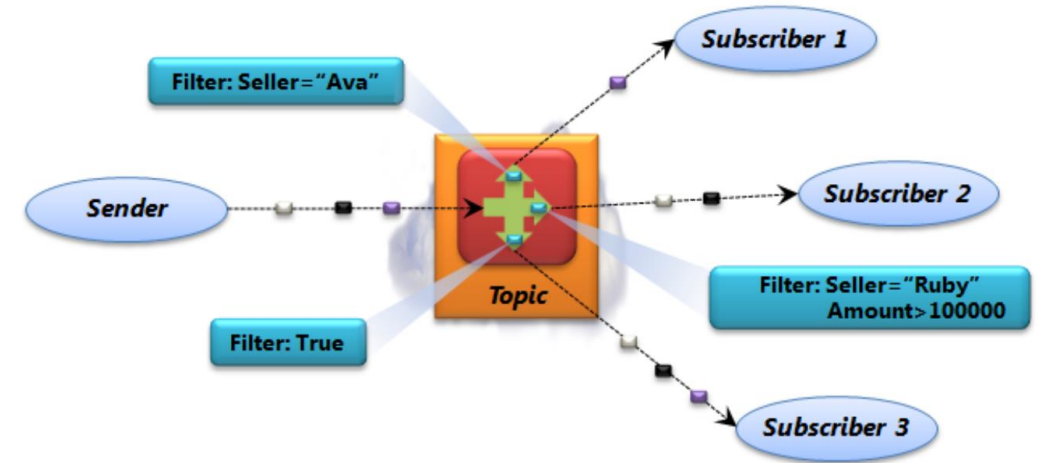 Subscriber 1
Filter: Seller=“Ava”
Sender
Subscriber 2
Topic
Filter: Seller=“Ruby”
Amount>100000
Filter: True
Subscriber 3